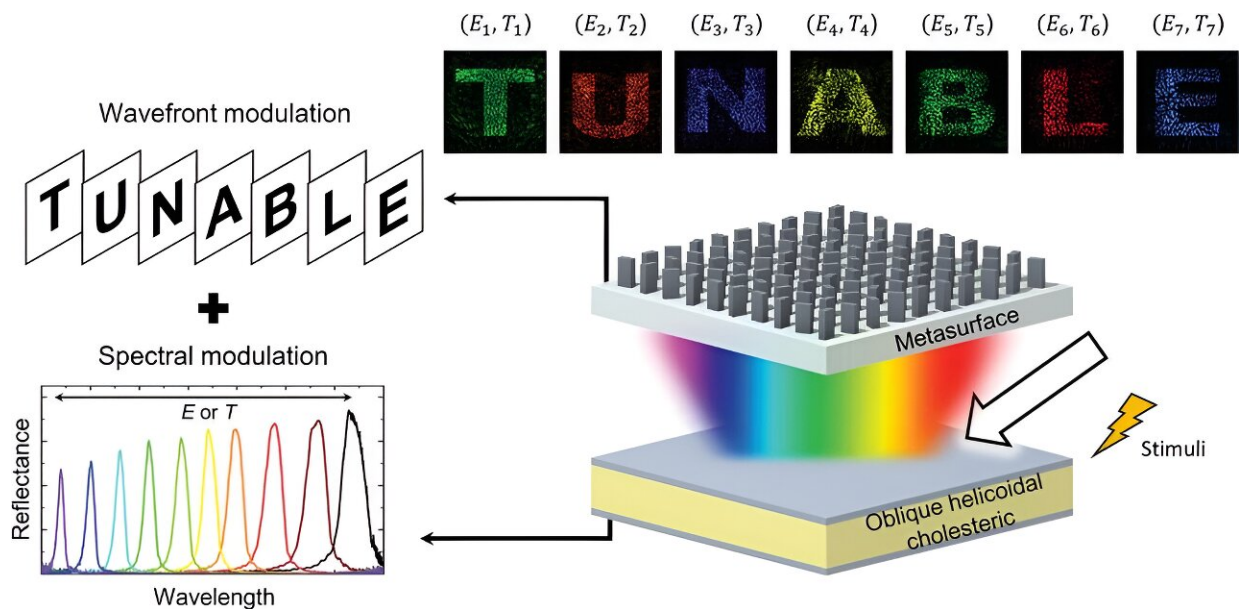 (E₁, T₁) (E₂, T₂) (E₃, T₃) (E₄, T₄) (E₅, T₅) (E₆, T₆) (E₇, T₇)
T U N A B L E
Wavefront modulation
T U N A B L E
+
Spectral modulation
E or T
Reflectance
Wavelength
Metasurface
Stimuli
Oblique helicoidal
cholesteric